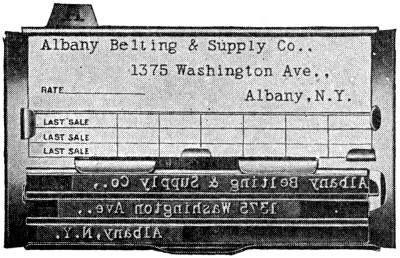 A
Albany Belting & Supply Co.,
1375 Washington Ave.,
RATE
Albany,N.Y.
LAST SALE
LAST SALE
LAST SALE
Albany Belting & Supply Co.,
1375 Washington Ave.,
Albany,N.Y.